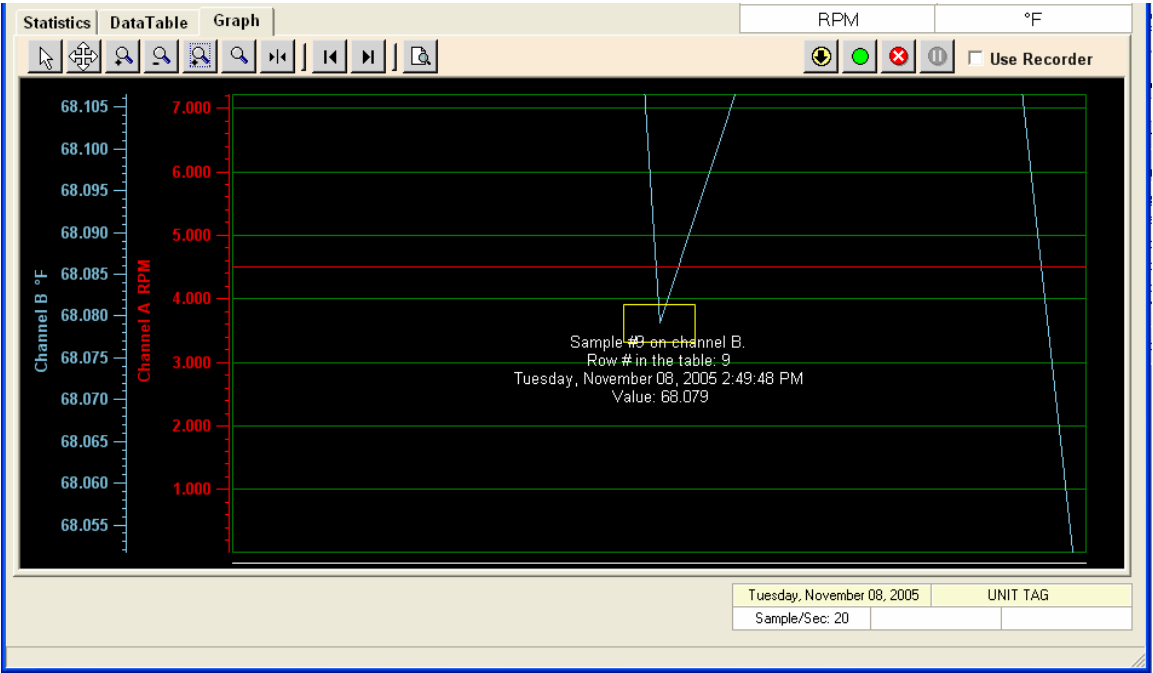 Statistics DataTable Graph
RPM °F
Use Recorder
68.105
68.100
68.095
68.090
68.085
68.080
68.075
68.070
68.065
68.060
68.055
Channel B °F
7.000
6.000
5.000
4.000
3.000
2.000
1.000
Channel A RPM
Sample #9 on channel B.
Row # in the table: 9
Tuesday, November 08, 2005 2:49:48 PM
Value: 68.079
Tuesday, November 08, 2005 UNIT TAG
Sample/Sec: 20